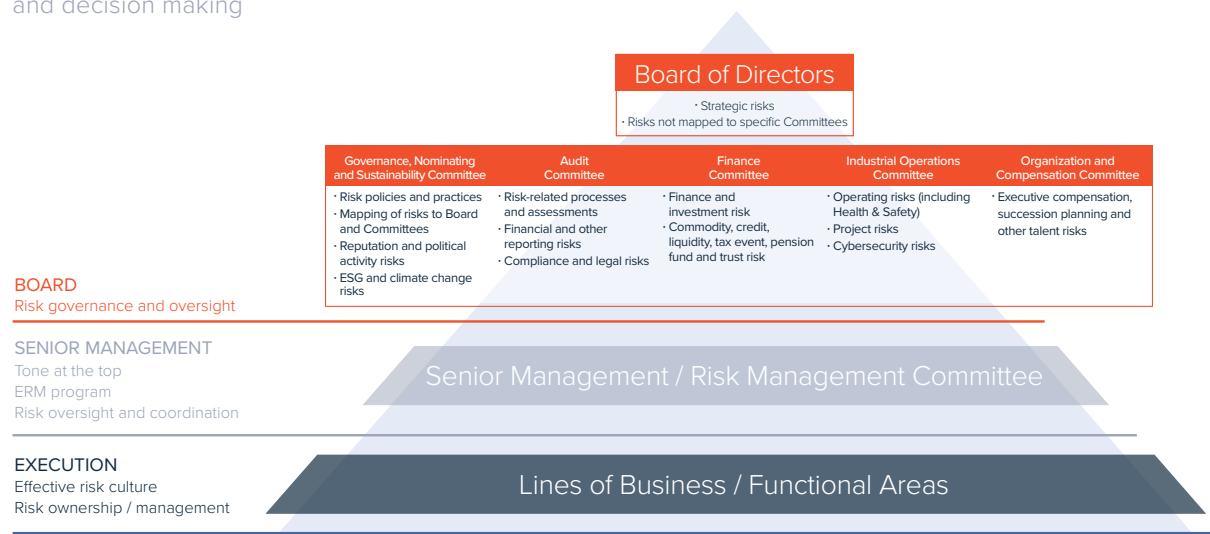 and decision making
Board of Directors
· Strategic risks
· Risks not mapped to specific Committees
Governance, Nominating
and Sustainability Committee
· Risk policies and practices
· Mapping of risks to Board
and Committees
· Reputation and political
activity risks
· ESG and climate change
risks
Audit
Committee
· Risk-related processes
and assessments
· Financial and other
reporting risks
· Compliance and legal risks
Finance
Committee
· Finance and
investment risk
· Commodity, credit,
liquidity, tax event, pension
fund and trust risk
Industrial Operations
Committee
· Operating risks (including
Health & Safety)
· Project risks
· Cybersecurity risks
Organization and
Compensation Committee
· Executive compensation,
succession planning and
other talent risks
BOARD
Risk governance and oversight
SENIOR MANAGEMENT
Tone at the top
ERM program
Risk oversight and coordination
Senior Management / Risk Management Committee
EXECUTION
Effective risk culture
Risk ownership / management
Lines of Business / Functional Areas